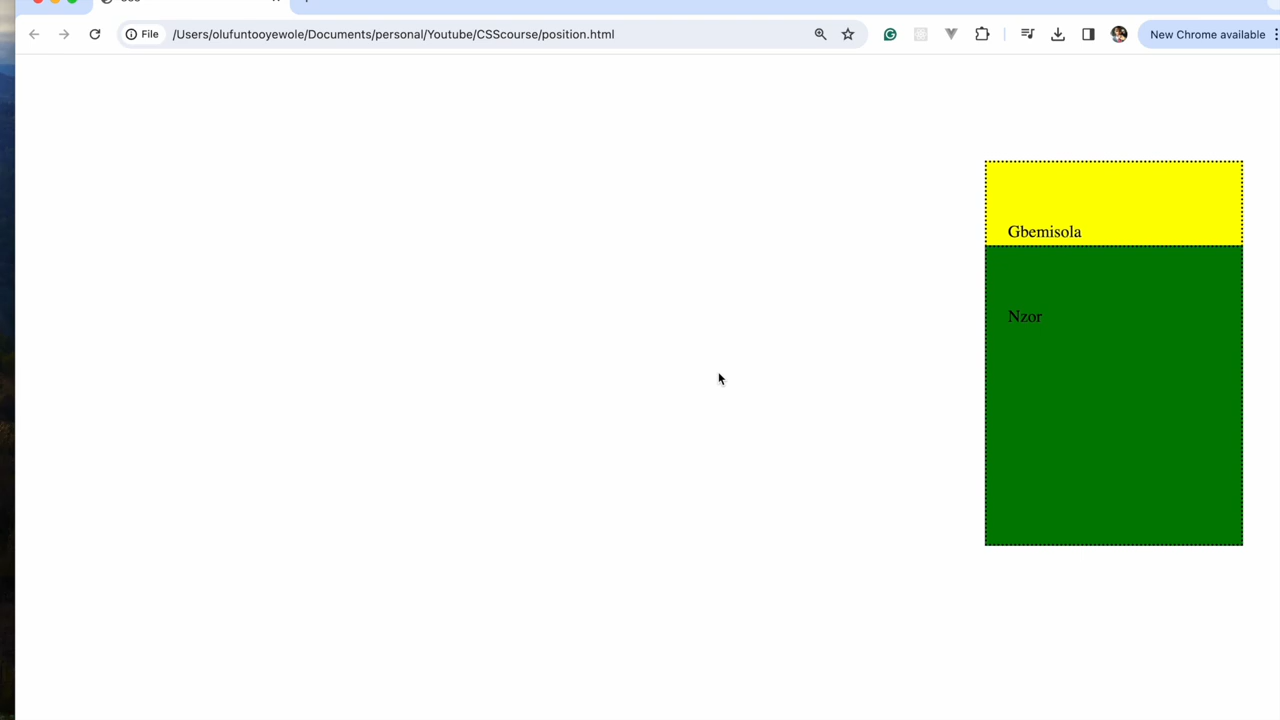 File
/Users/olufuntooyewole/Documents/personal/Youtube/CSScourse/position.html
New Chrome available
Gbemisola
Nzor